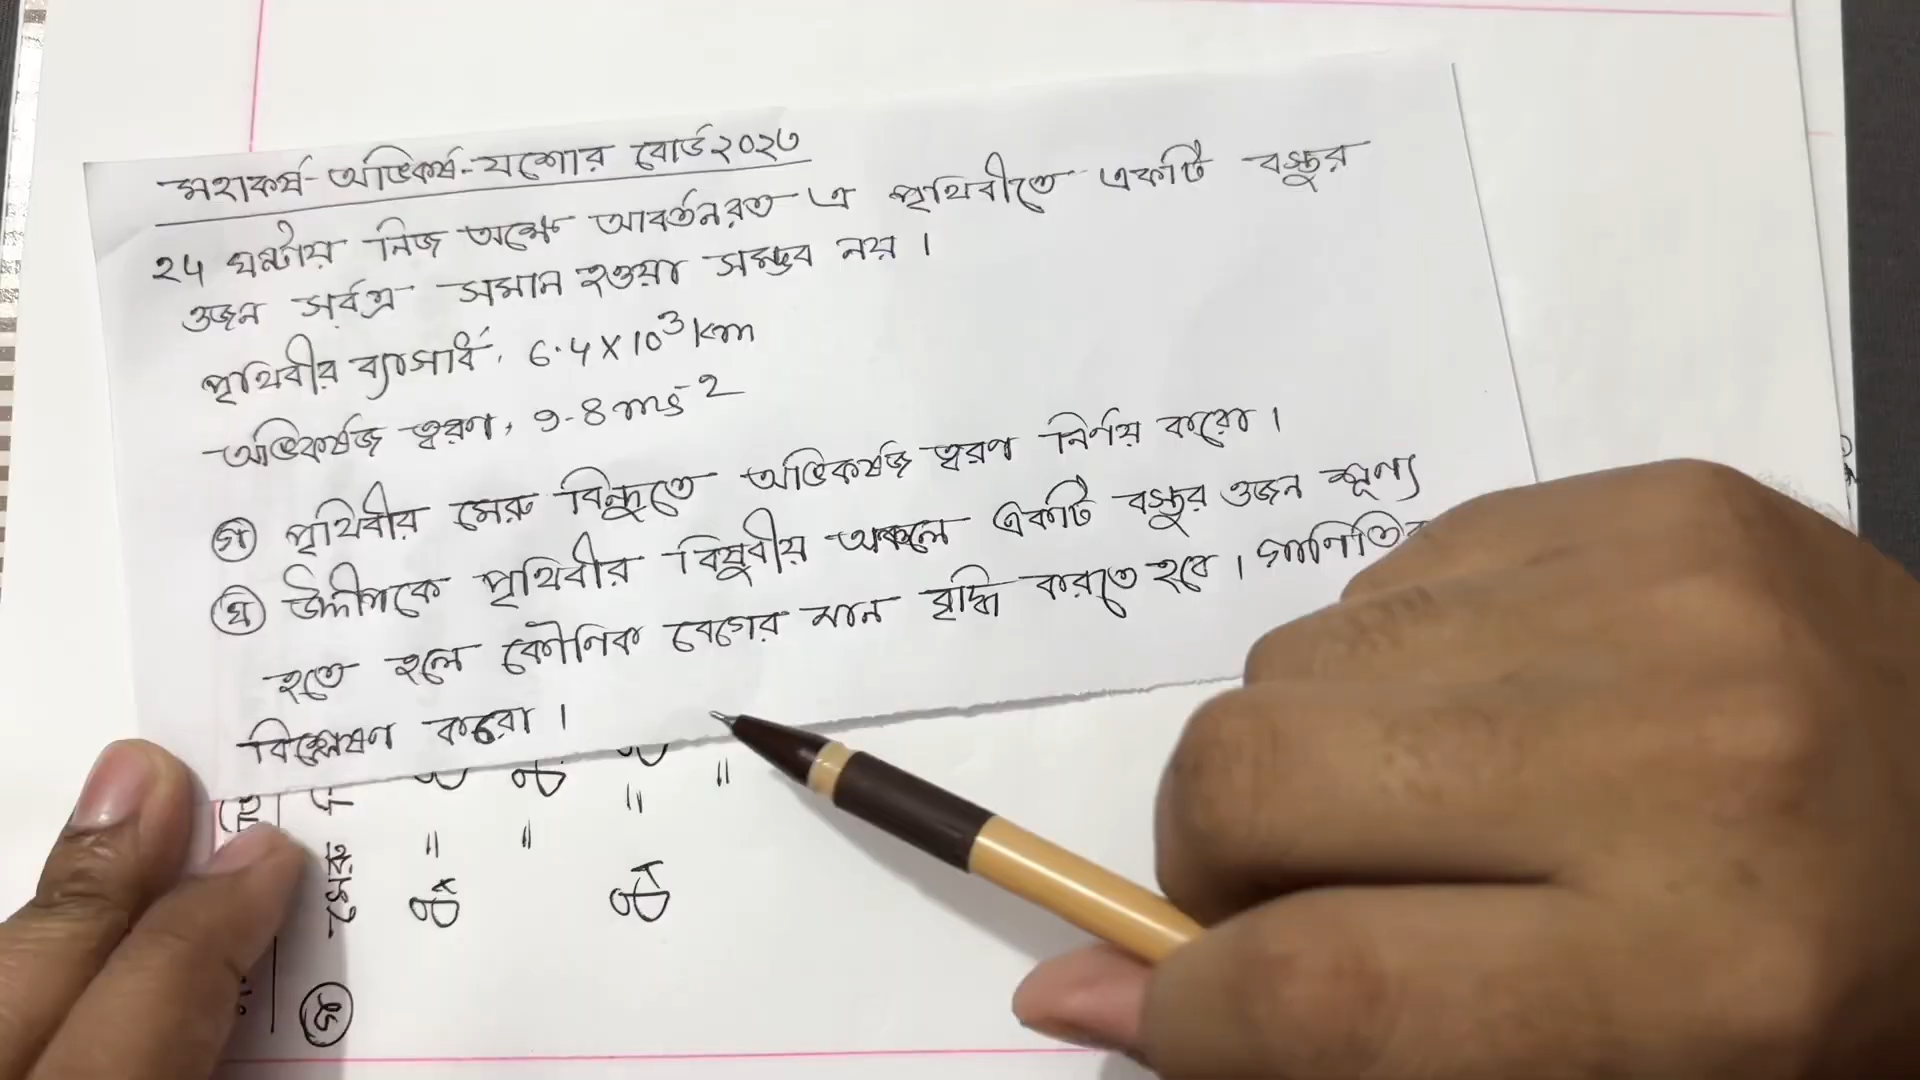 মহাকর্ষ-অভিকর্ষ-যশোর বোর্ড ২০২৩
২৪ ঘণ্টায় নিজ অক্ষে আবর্তনরত এ পৃথিবীতে একটি বস্তুর
ওজন সর্বত্র সমান হওয়া সম্ভব নয়।
পৃথিবীর ব্যাসার্ধ, 6.4×10³ km
অভিকর্ষজ ত্বরণ, 9.8 ms⁻²
গ পৃথিবীর মেরু বিন্দুতে অভিকর্ষজ ত্বরণ নির্ণয় করো।
ঘ উদ্দীপকে পৃথিবীর বিষুবীয় অঞ্চলে একটি বস্তুর ওজন শূণ্য
হতে হলে কৌণিক বেগের মান বৃদ্ধি করতে হবে। গাণিতিক
বিশ্লেষণ করো।